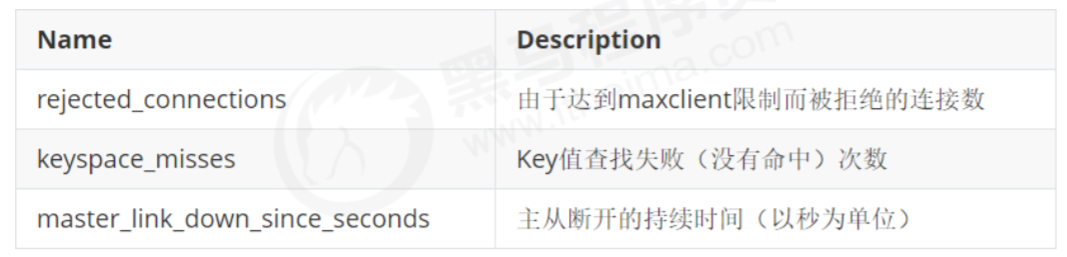 Name Description
rejected_connections 由于达到maxclient限制而被拒绝的连接数
keyspace_misses Key值查找失败（没有命中）次数
master_link_down_since_seconds 主从断开的持续时间（以秒为单位）
黑马程序员
www.itheima.com